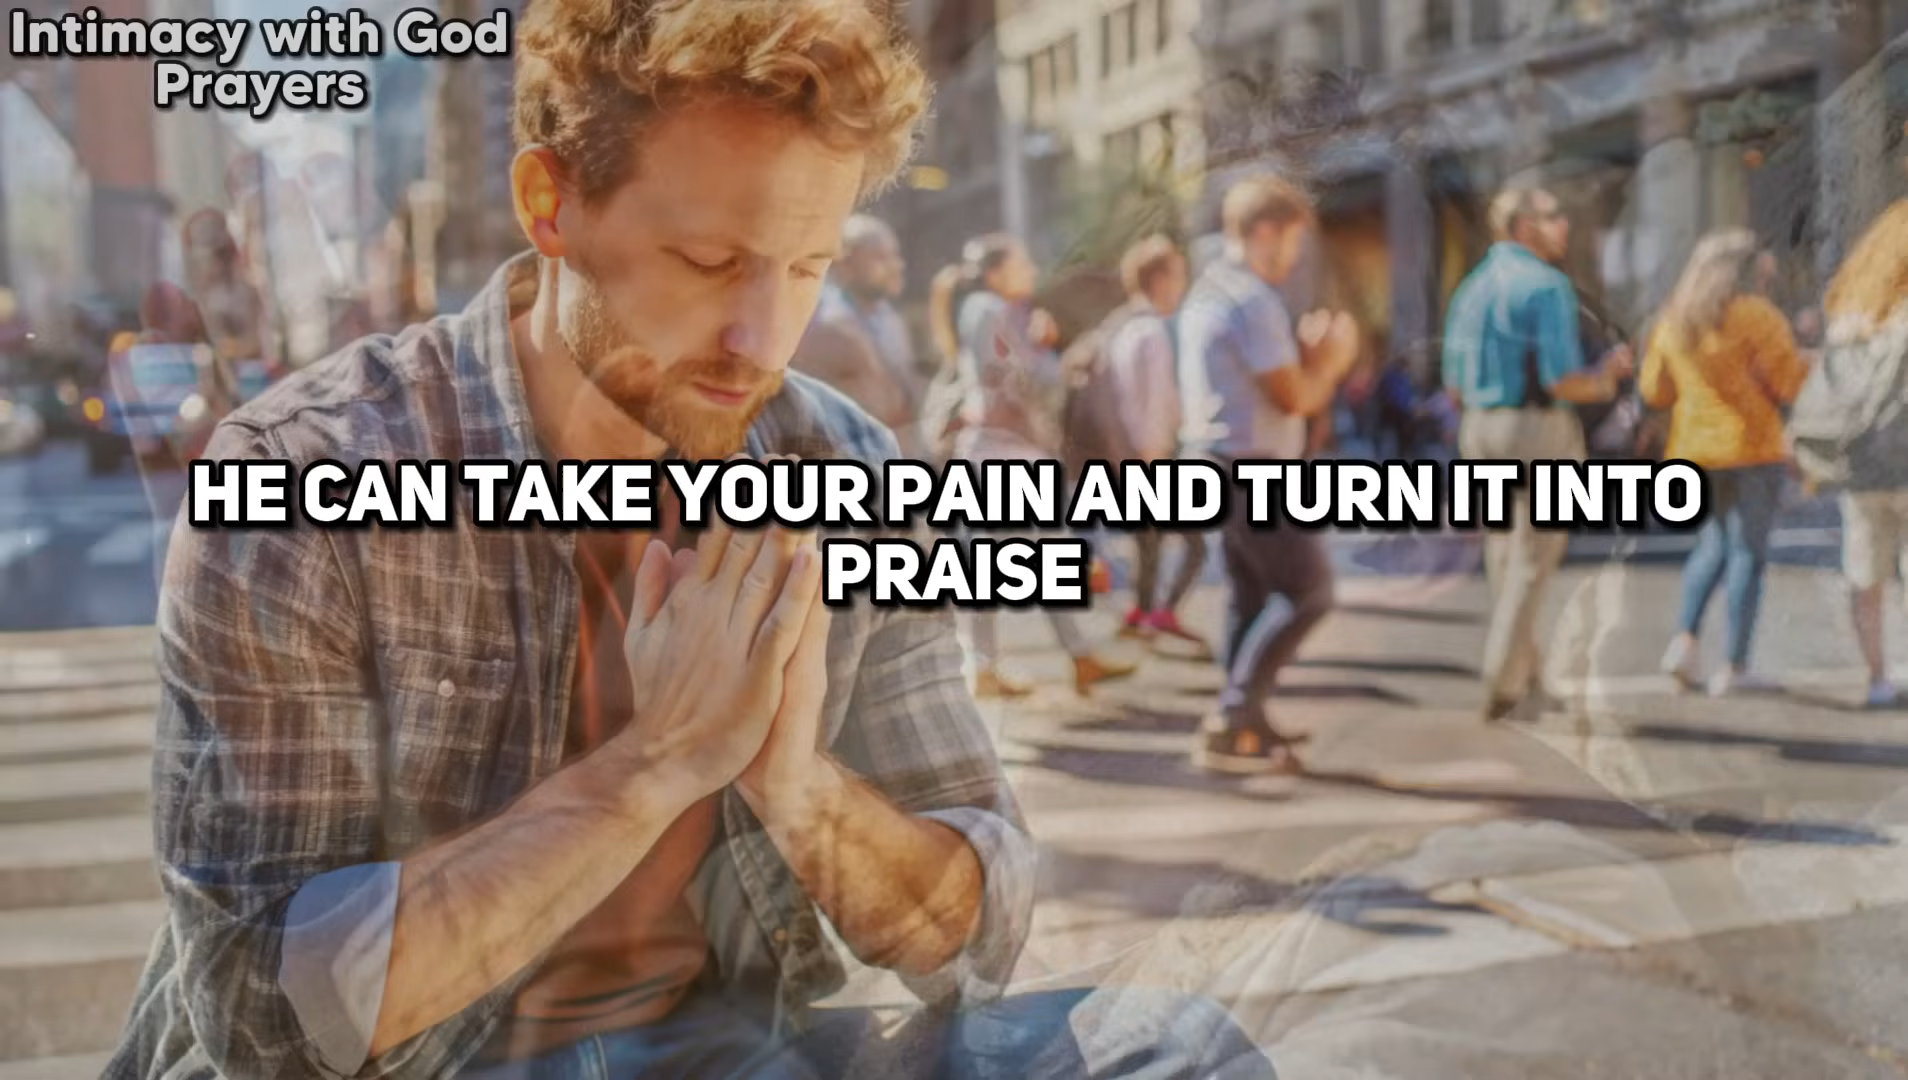 Intimacy with God
Prayers
HE CAN TAKE YOUR PAIN AND TURN IT INTO
PRAISE